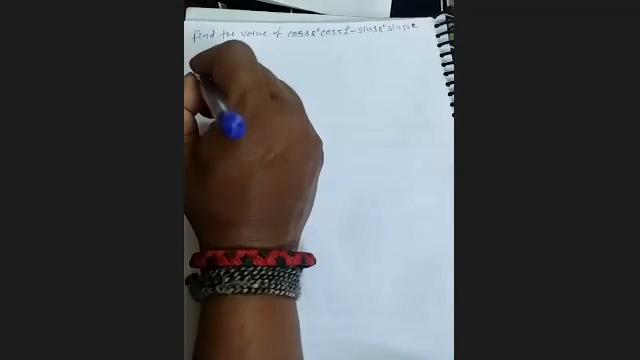 find the value of cos38° cos52° - sin38° sin52